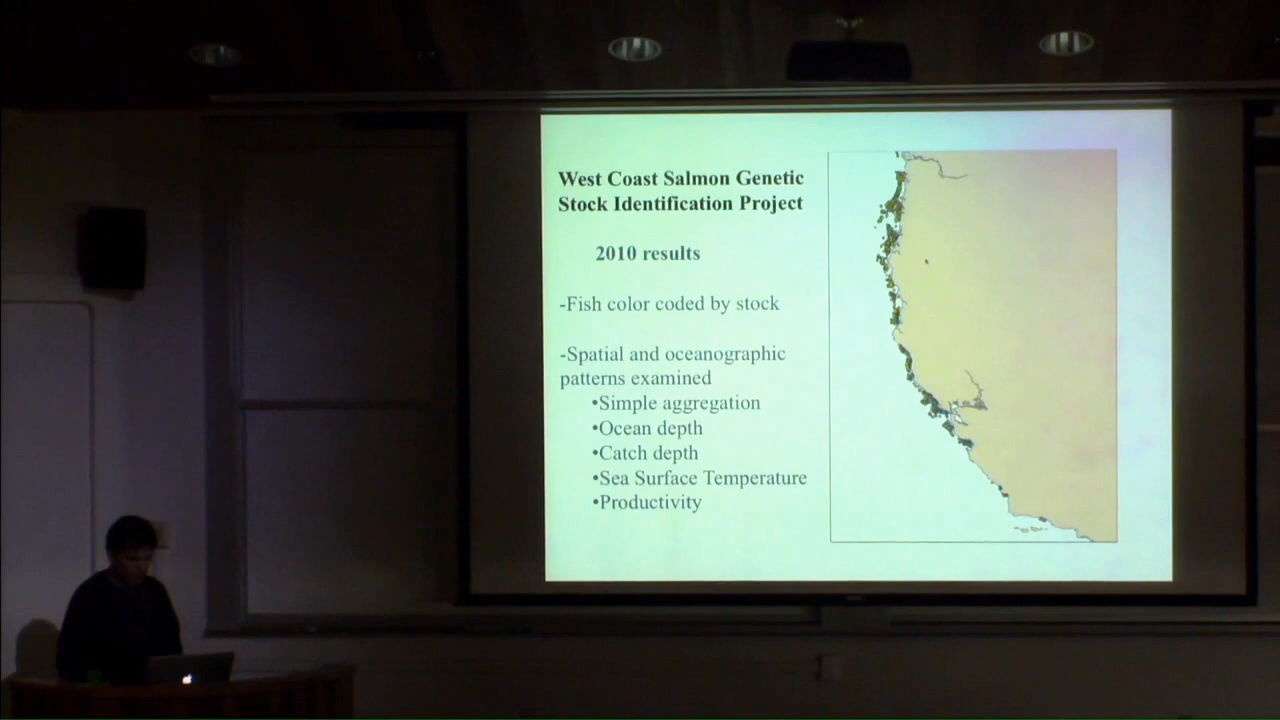 West Coast Salmon Genetic
Stock Identification Project
2010 results
-Fish color coded by stock
-Spatial and oceanographic
patterns examined
•Simple aggregation
•Ocean depth
•Catch depth
•Sea Surface Temperature
•Productivity